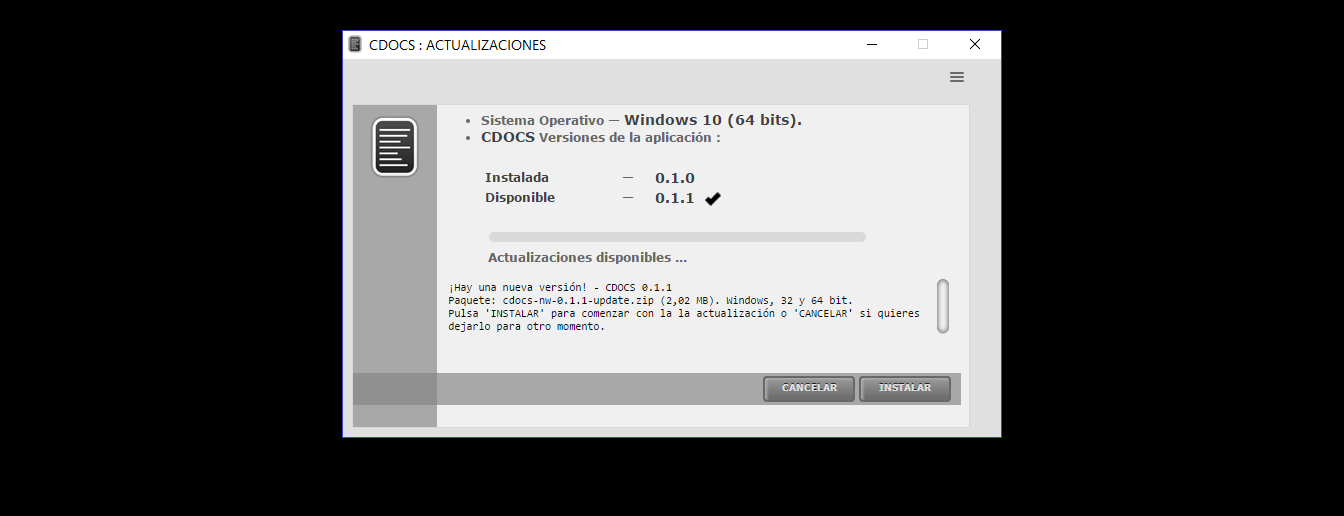 CDOCS : ACTUALIZACIONES
• Sistema Operativo — Windows 10 (64 bits).
• CDOCS Versiones de la aplicación :
Instalada — 0.1.0
Disponible — 0.1.1
Actualizaciones disponibles ...
¡Hay una nueva versión! - CDOCS 0.1.1
Paquete: cdocs-nw-0.1.1-update.zip (2,02 MB). Windows, 32 y 64 bit.
Pulsa 'INSTALAR' para comenzar con la la actualización o 'CANCELAR' si quieres
dejarlo para otro momento.
CANCELAR INSTALAR